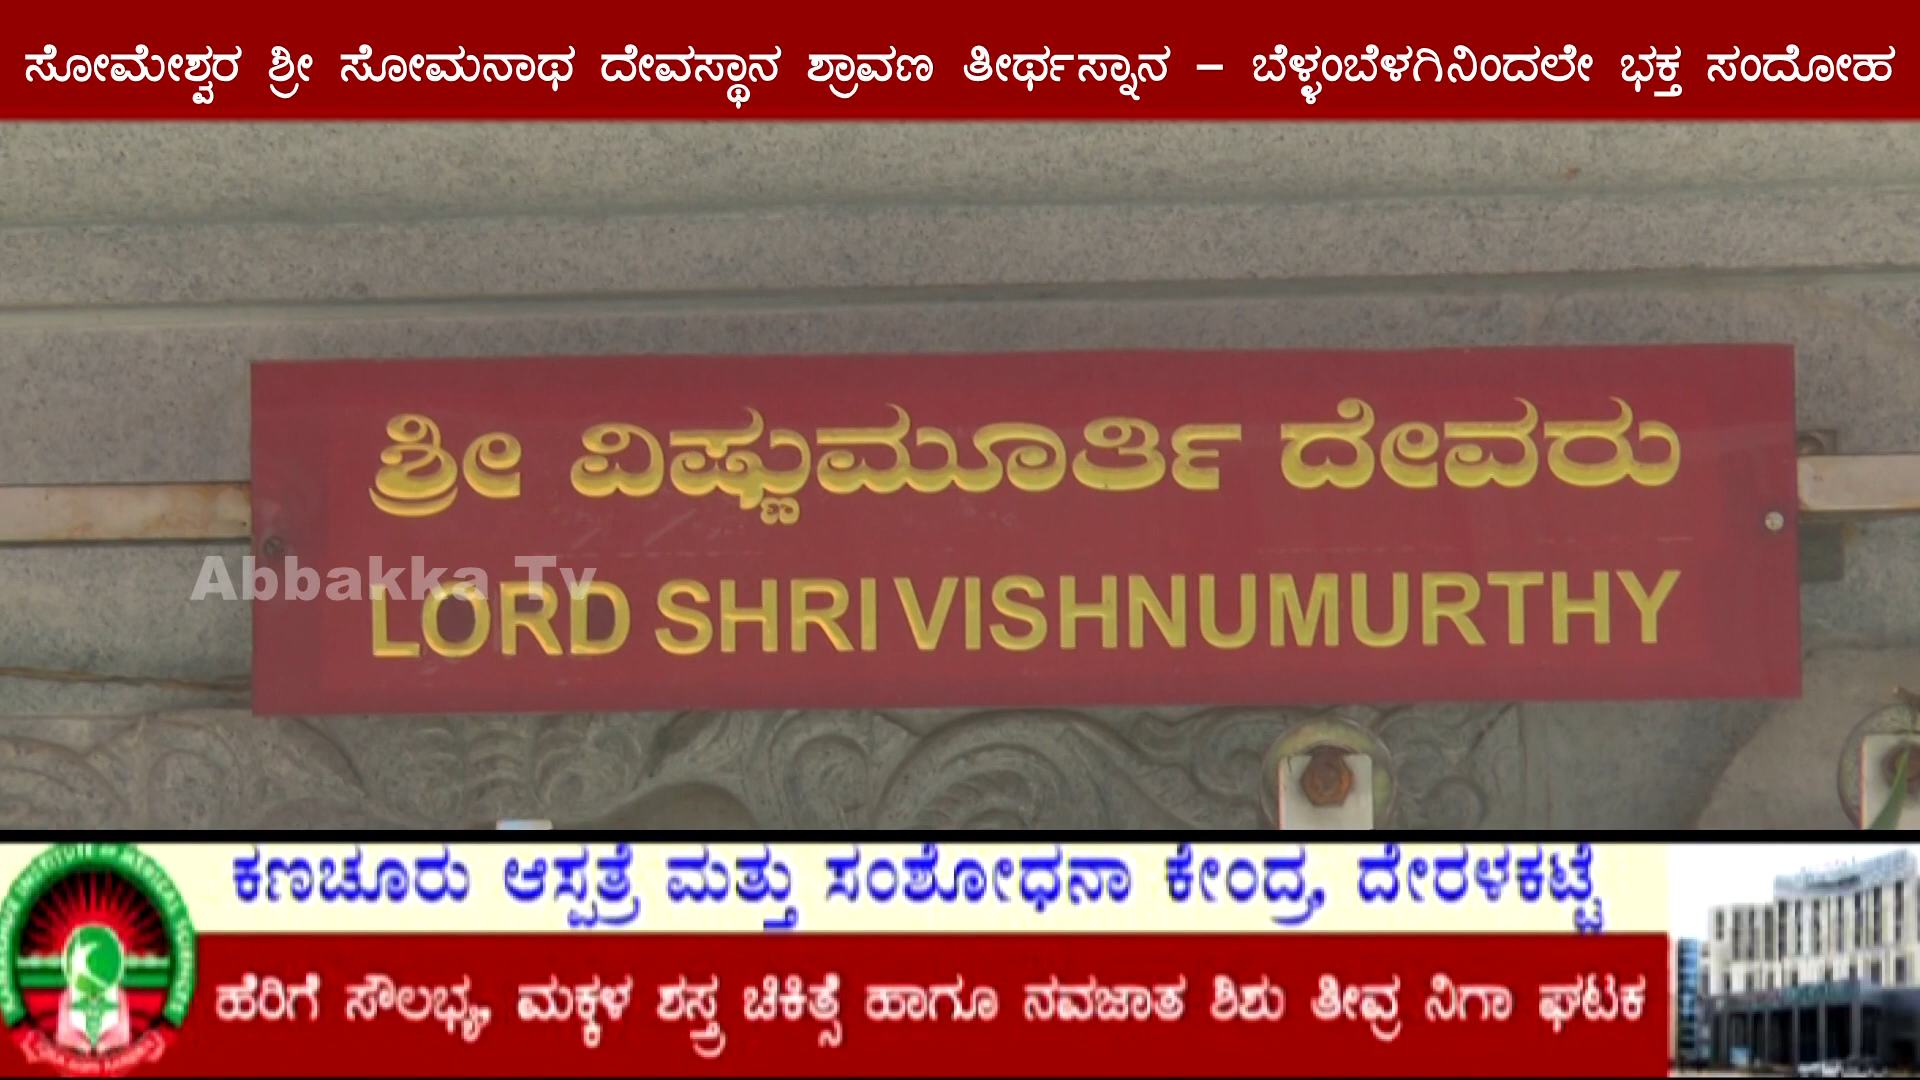 ಸೋಮೇಶ್ವರ ಶ್ರೀ ಸೋಮನಾಥ ದೇವಸ್ಥಾನ ಶ್ರಾವಣ ತೀರ್ಥಸ್ನಾನ – ಬೆಳ್ಳಂಬೆಳಗಿನಿಂದಲೇ ಭಕ್ತ ಸಂದೋಹ
ಶ್ರೀ ವಿಷ್ಣುಮೂರ್ತಿ ದೇವರು
Abbakka Tv
LORD SHRI VISHNUMURTHY
ಕಣಚೂರು ಆಸ್ಪತ್ರೆ ಮತ್ತು ಸಂಶೋಧನಾ ಕೇಂದ್ರ, ದೇರಳಕಟ್ಟೆ
ಹೆರಿಗೆ ಸೌಲಭ್ಯ, ಮಕ್ಕಳ ಶಸ್ತ್ರ ಚಿಕಿತ್ಸೆ ಹಾಗೂ ನವಜಾತ ಶಿಶು ತೀವ್ರ ನಿಗಾ ಘಟಕ